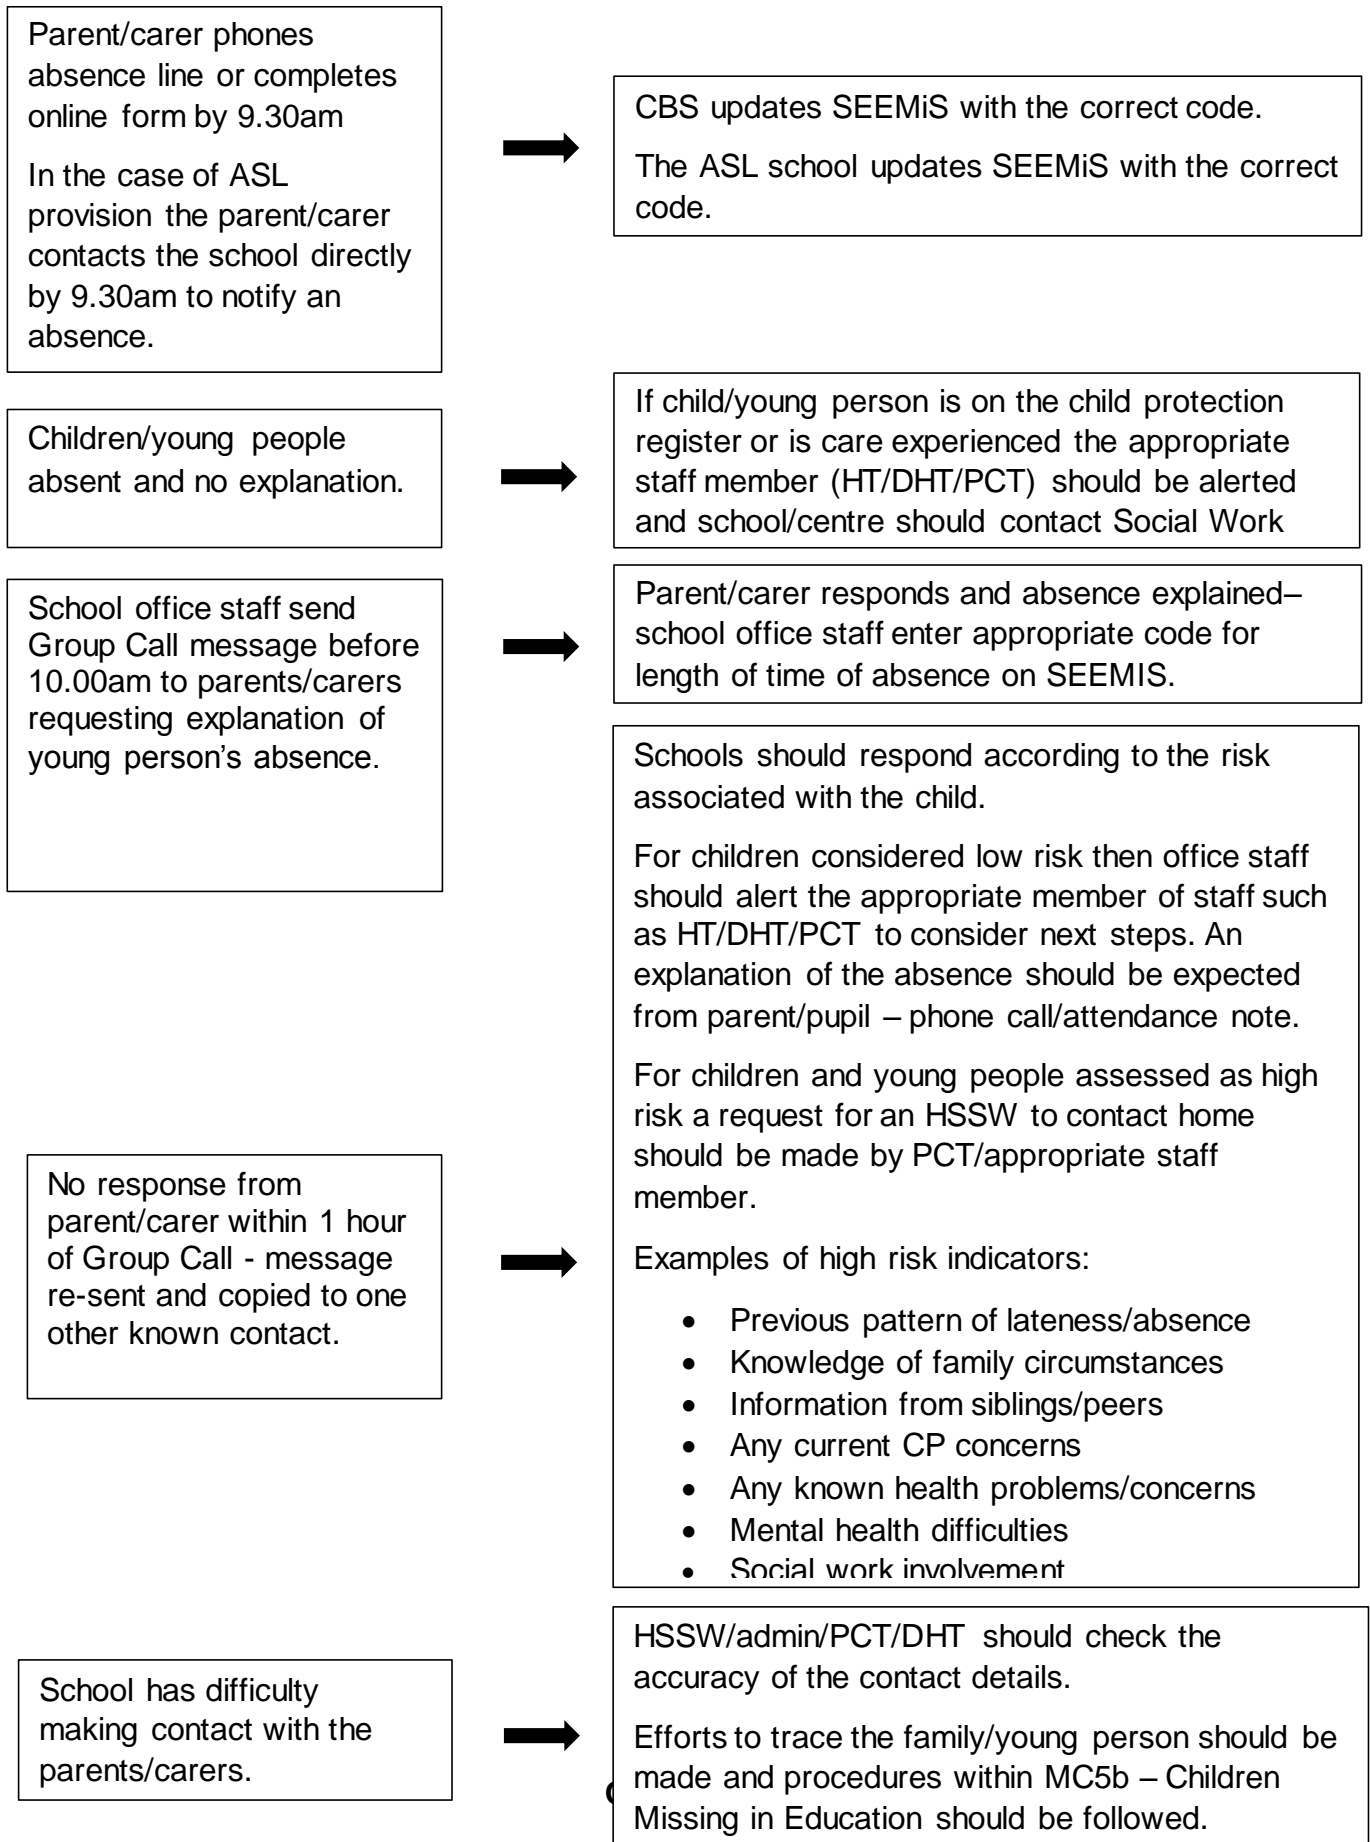 Parent/carer phones
absence line or completes
online form by 9.30am
In the case of ASL
provision the parent/carer
contacts the school directly
by 9.30am to notify an
absence.
CBS updates SEEMiS with the correct code.
The ASL school updates SEEMiS with the correct
code.
Children/young people
absent and no explanation.
If child/young person is on the child protection
register or is care experienced the appropriate
staff member (HT/DHT/PCT) should be alerted
and school/centre should contact Social Work
School office staff send
Group Call message before
10.00am to parents/carers
requesting explanation of
young person’s absence.
Parent/carer responds and absence explained–
school office staff enter appropriate code for
length of time of absence on SEEMIS.
No response from
parent/carer within 1 hour
of Group Call - message
re-sent and copied to one
other known contact.
Schools should respond according to the risk
associated with the child.
For children considered low risk then office staff
should alert the appropriate member of staff such
as HT/DHT/PCT to consider next steps. An
explanation of the absence should be expected
from parent/pupil – phone call/attendance note.
For children and young people assessed as high
risk a request for an HSSW to contact home
should be made by PCT/appropriate staff
member.
Examples of high risk indicators:
• Previous pattern of lateness/absence
• Knowledge of family circumstances
• Information from siblings/peers
• Any current CP concerns
• Any known health problems/concerns
• Mental health difficulties
• Social work involvement
School has difficulty
making contact with the
parents/carers.
HSSW/admin/PCT/DHT should check the
accuracy of the contact details.
Efforts to trace the family/young person should be
made and procedures within MC5b – Children
Missing in Education should be followed.